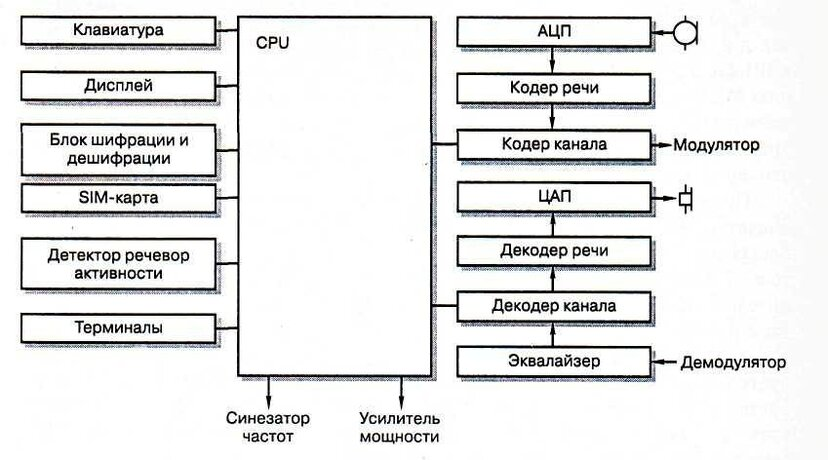 Клавиатура
Дисплей
Блок шифрации и
дешифрации
SIM-карта
Детектор речевор
активности
Терминалы
CPU
Синезатор
частот
Усилитель
мощности
АЦП
Кодер речи
Кодер канала
Модулятор
ЦАП
Декодер речи
Декодер канала
Эквалайзер
Демодулятор